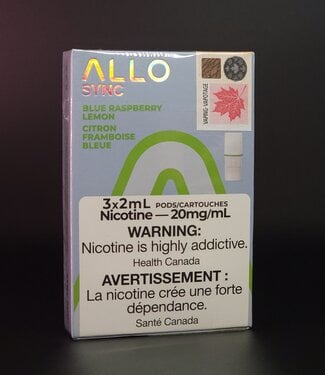 ALLO
SYNC
BLUE RASPBERRY
LEMON
CITRON
FRAMBOISE
BLEUE
VAPING-VAPOTAGE
3x2mL PODS/CARTOUCHES
Nicotine — 20mg/mL
WARNING:
Nicotine is highly addictive.
Health Canada
AVERTISSEMENT :
La nicotine crée une forte
dépendance.
Santé Canada